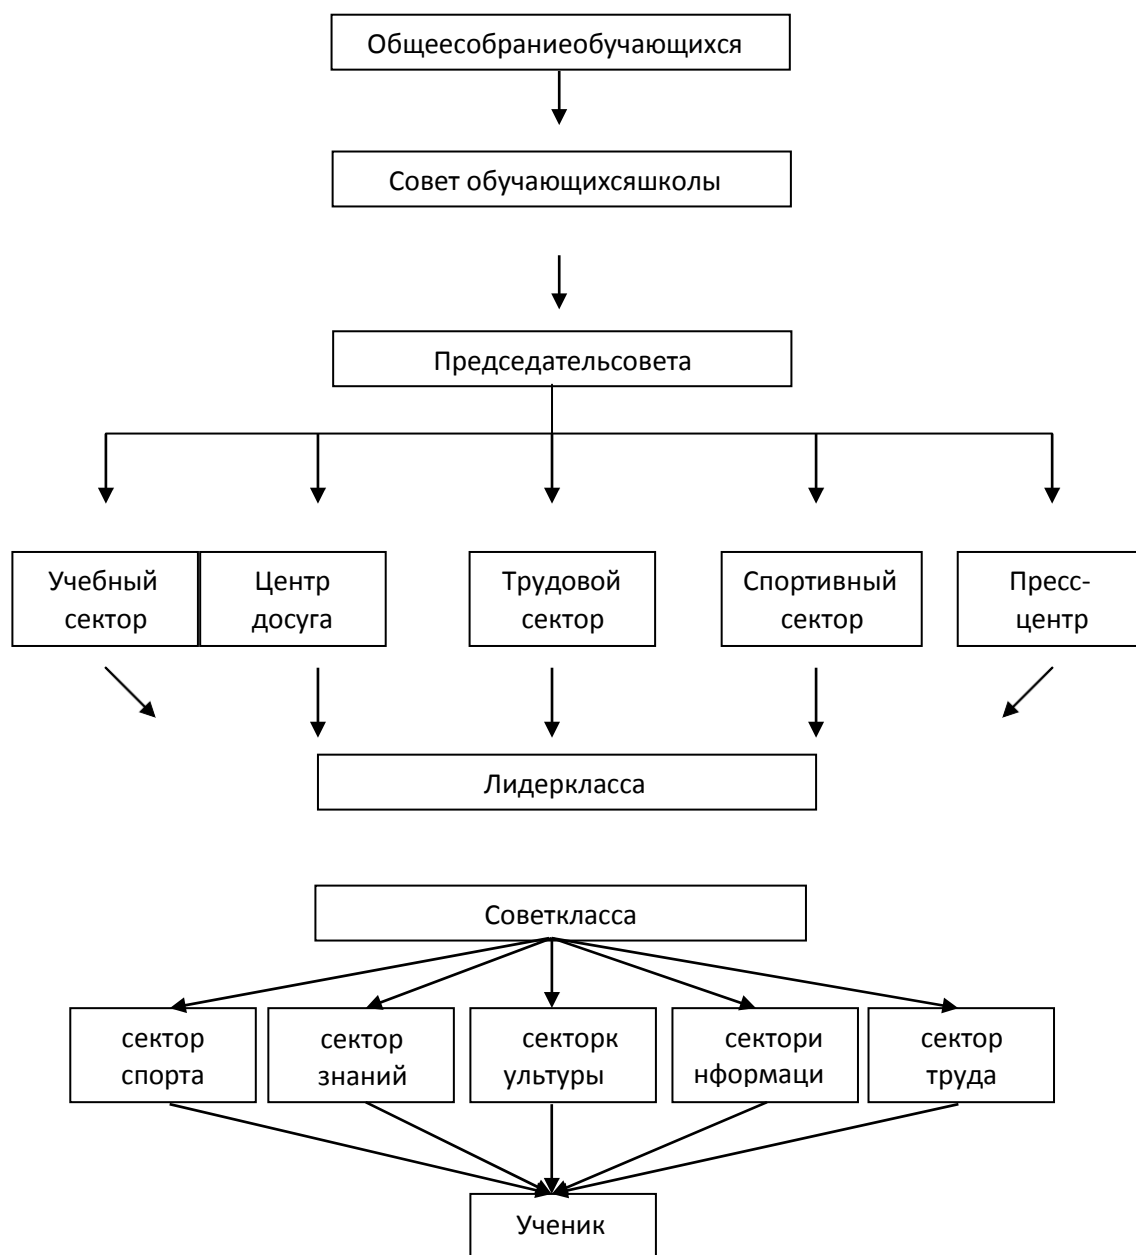 Общеесобраниеобучающихся
Совет обучающихсяшколы
Председательсовета
Учебный
сектор
Центр
досуга
Трудовой
сектор
Спортивный
сектор
Пресс-
центр
Лидеркласса
Советкласса
сектор
спорта
сектор
знаний
секторк
ультуры
сектори
нформаци
сектор
труда
Ученик